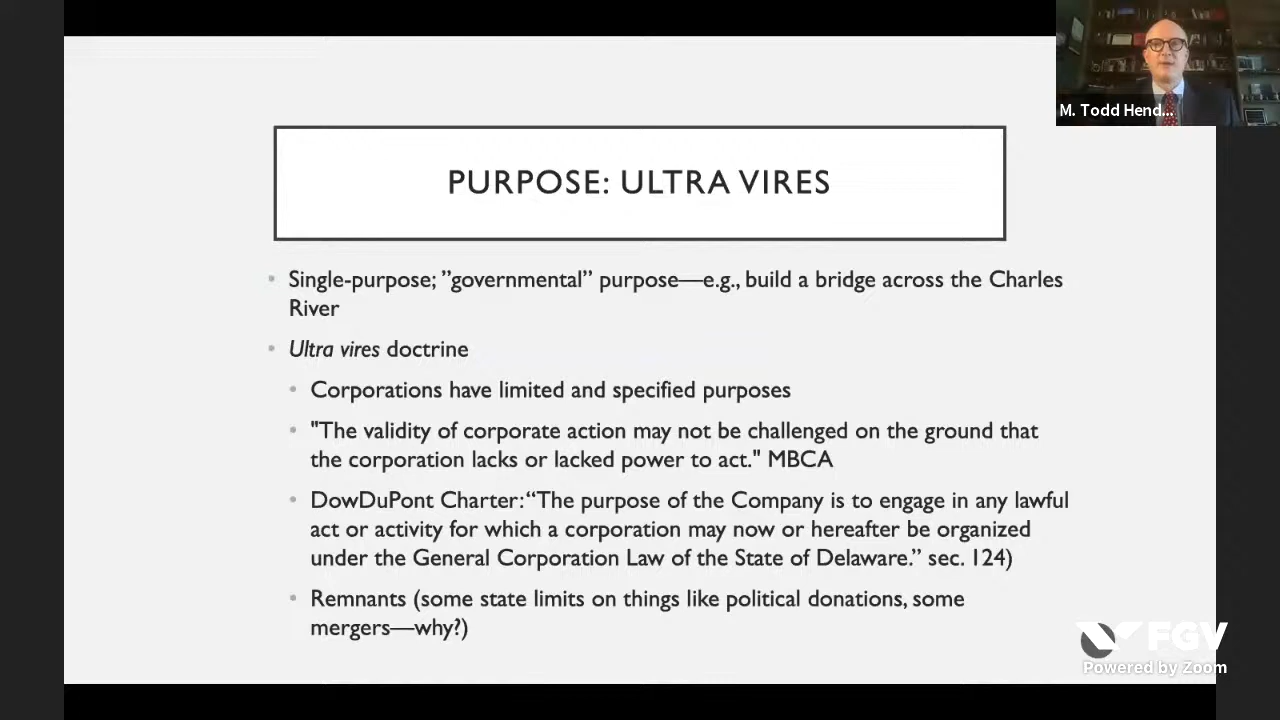 M. Todd Hend...
PURPOSE: ULTRA VIRES
• Single-purpose; ”governmental” purpose—e.g., build a bridge across the Charles
River
• Ultra vires doctrine
• Corporations have limited and specified purposes
• "The validity of corporate action may not be challenged on the ground that
the corporation lacks or lacked power to act." MBCA
• DowDuPont Charter: “The purpose of the Company is to engage in any lawful
act or activity for which a corporation may now or hereafter be organized
under the General Corporation Law of the State of Delaware.” sec. 124)
• Remnants (some state limits on things like political donations, some
mergers—why?)
FGV
Powered by Zoom